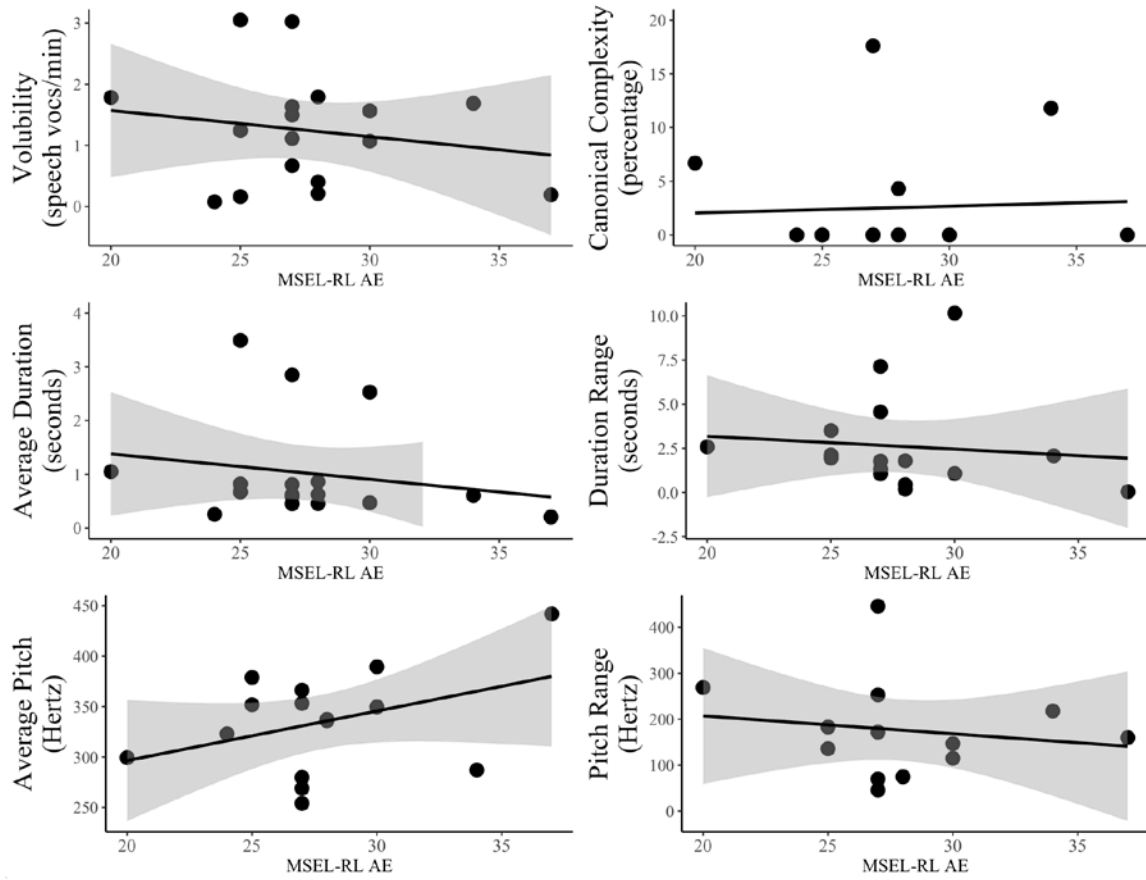 Volubility
(speech vocs/min)
3
2
1
0
20 25 30 35
MSEL-RL AE
Canonical Complexity
(percentage)
20
15
10
5
0
20 25 30 35
MSEL-RL AE
Average Duration
(seconds)
4
3
2
1
0
20 25 30 35
MSEL-RL AE
Duration Range
(seconds)
10.0
7.5
5.0
2.5
0.0
-2.5
20 25 30 35
MSEL-RL AE
Average Pitch
(Hertz)
450
400
350
300
250
20 25 30 35
MSEL-RL AE
Pitch Range
(Hertz)
400
300
200
100
0
20 25 30 35
MSEL-RL AE